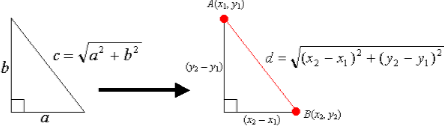 b
c = √(a² + b²)
a
A(x₁, y₁)
(y₂ – y₁)
d = √((x₂ – x₁)² + (y₂ – y₁)²)
(x₂ – x₁)
B(x₂, y₂)